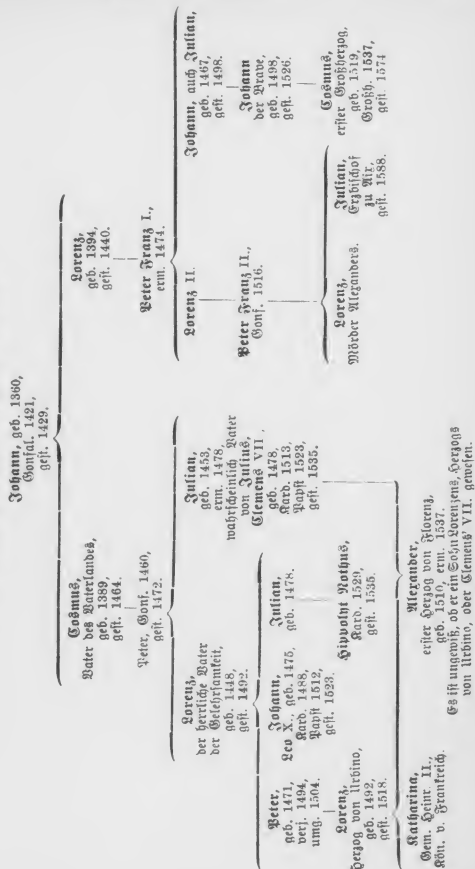 Johann, geb. 1360,
Gonfal. 1421,
gest. 1429.
Cosmus,
Vater des Vaterlandes,
geb. 1389,
gest. 1464.
Peter, Gonf. 1460,
gest. 1472.
Lorenz,
geb. 1394,
gest. 1440.
Peter Franz I.,
erm. 1474.
Lorenz,
der herrliche Vater
der Gelehrsamkeit,
geb. 1448,
gest. 1492.
Julian,
geb. 1453,
erm. 1478,
wahrscheinlich Vater
von Julius,
Clemens VII.,
geb. 1478,
Kard. 1513,
Papst 1523,
gest. 1535.
Lorenz II.
Peter Franz II.,
Gonf. 1516.
Johann, auch Julian,
geb. 1467,
gest. 1498.
Johann
der Brave,
geb. 1498,
gest. 1526.
Cosmus,
erster Großherzog,
geb. 1519,
Großh. 1537,
gest. 1574
Lorenz,
Mörder Alexanders.
Julian,
Erzbischof
zu Aix,
gest. 1588.
Peter,
geb. 1471,
verj. 1494,
umg. 1504.
Lorenz,
Herzog von Urbino,
geb. 1492,
gest. 1518.
Johann,
Leo X., geb. 1475,
Kard. 1488,
Papst 1512,
gest. 1523.
Julian,
geb. 1478.
Hippolyt Rothus,
Kard. 1529,
gest. 1535.
Katharina,
Gem. Heinr. II.,
Kön. v. Frankreich.
Alexander,
erster Herzog von Florenz,
geb. 1510, erm. 1537.
Es ist ungewiß, ob er ein Sohn Lorenzens, Herzogs
von Urbino, oder Clemens VII. gewesen.